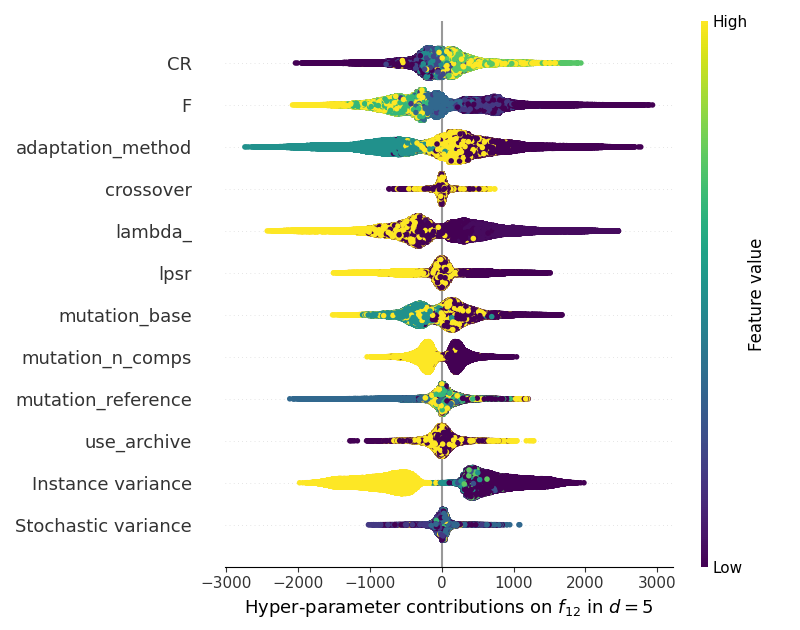 High
CR
F
adaptation_method
crossover
lambda_
lpsr
mutation_base
mutation_n_comps
mutation_reference
use_archive
Instance variance
Stochastic variance
Feature value
Low
−3000 −2000 −1000 0 1000 2000 3000
Hyper-parameter contributions on f12 in d = 5